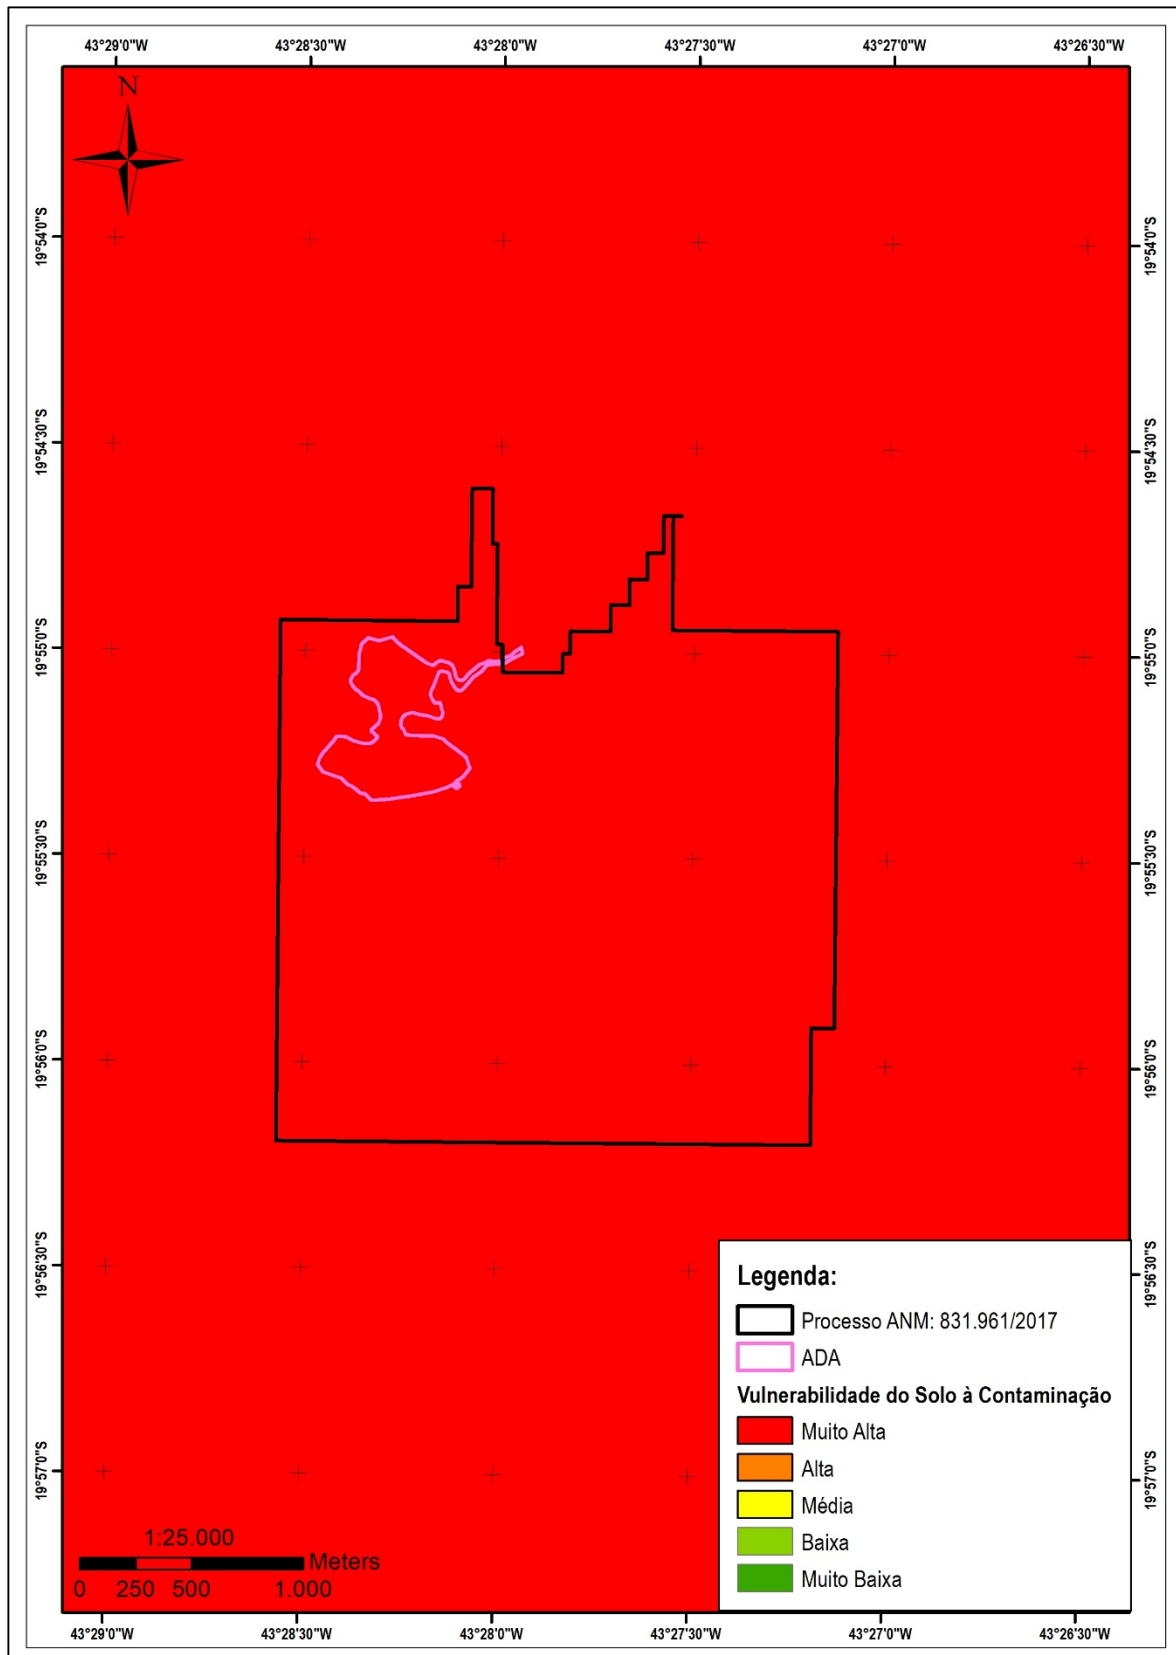 43°29'0"W 43°28'30"W 43°28'0"W 43°27'30"W 43°27'0"W 43°26'30"W
N
19°54'0"S 19°54'0"S
19°54'30"S 19°54'30"S
19°55'0"S 19°55'0"S
19°55'30"S 19°55'30"S
19°56'0"S 19°56'0"S
19°56'30"S 19°56'30"S
Legenda:
Processo ANM: 831.961/2017
ADA
Vulnerabilidade do Solo à Contaminação
Muito Alta
Alta
Média
Baixa
Muito Baixa
19°57'0"S 19°57'0"S
1:25.000
Meters
0 250 500 1.000
43°29'0"W 43°28'30"W 43°28'0"W 43°27'30"W 43°27'0"W 43°26'30"W